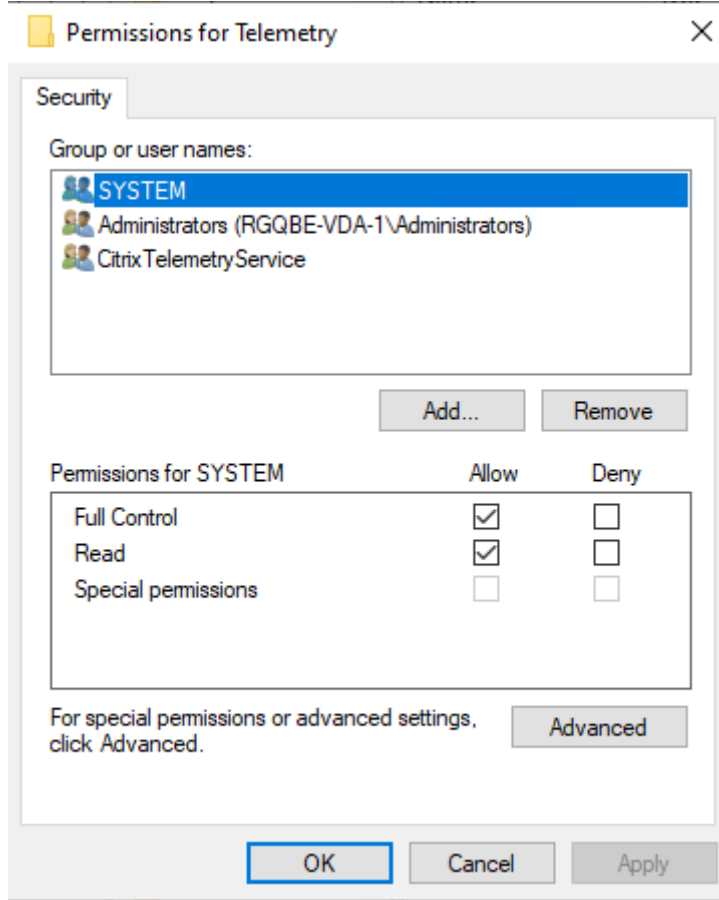 Permissions for Telemetry
Security
Group or user names:
SYSTEM
Administrators (RGQBE-VDA-1\Administrators)
CitrixTelemetryService
Add...
Remove
Permissions for SYSTEM Allow Deny
Full Control
Read
Special permissions
For special permissions or advanced settings,
click Advanced.
Advanced
OK
Cancel
Apply